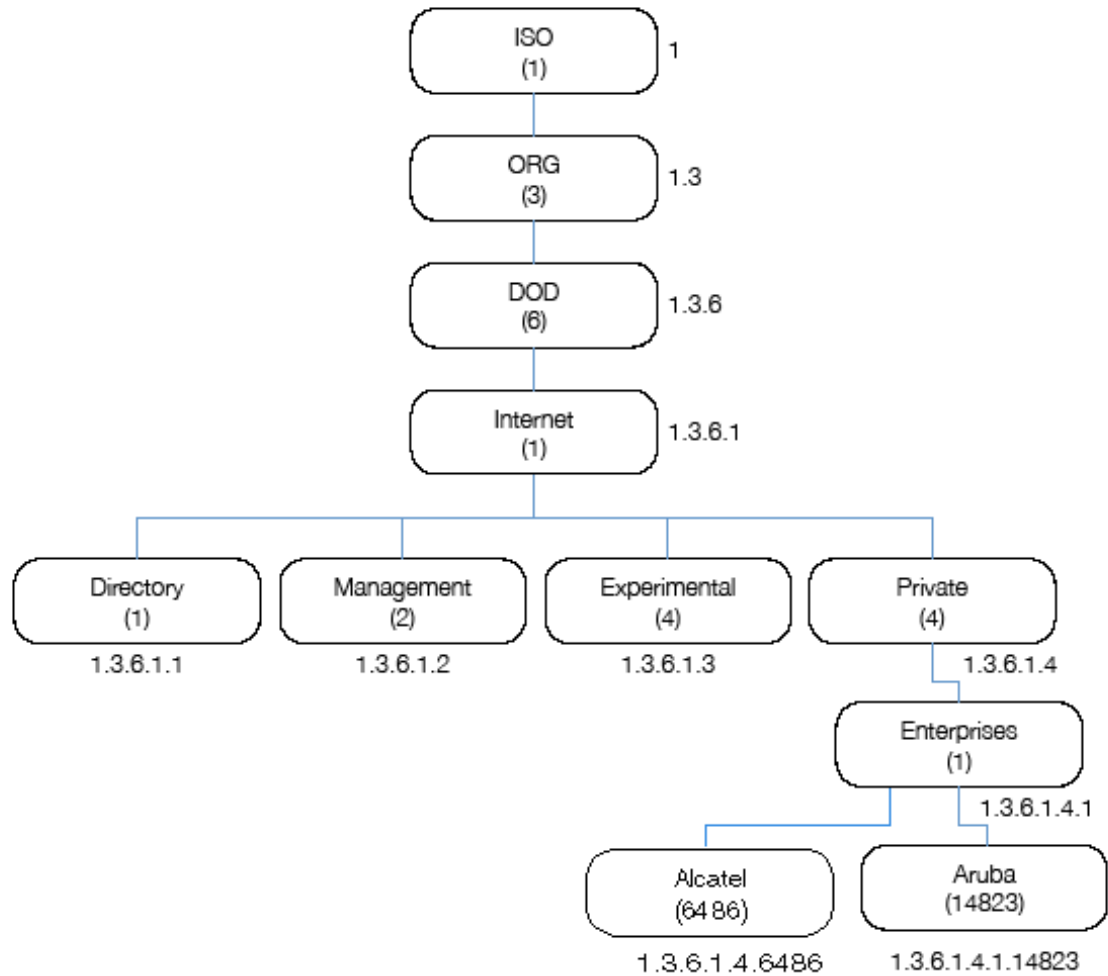 ISO
(1)
1
ORG
(3)
1.3
DOD
(6)
1.3.6
Internet
(1)
1.3.6.1
Directory
(1)
1.3.6.1.1
Management
(2)
1.3.6.1.2
Experimental
(4)
1.3.6.1.3
Private
(4)
1.3.6.1.4
Enterprises
(1)
1.3.6.1.4.1
Alcatel
(6486)
1.3.6.1.4.6486
Aruba
(14823)
1.3.6.1.4.1.14823